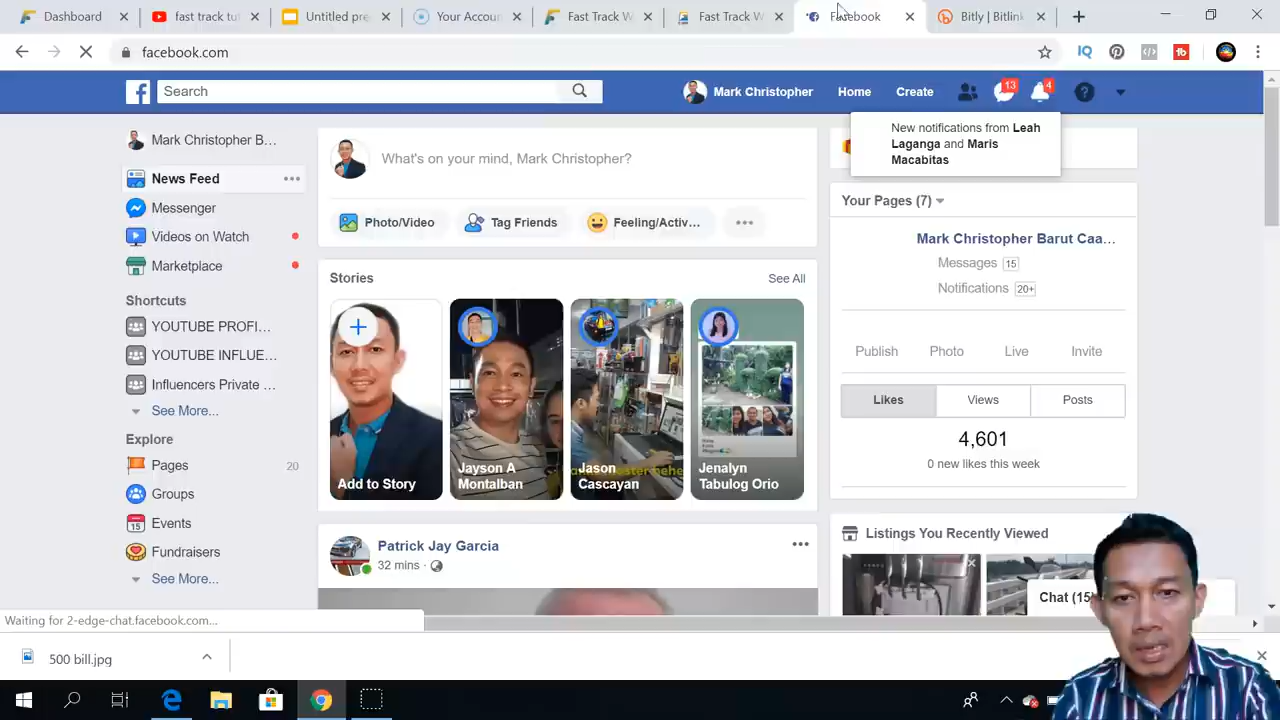 Dashboard
fast track tu
Untitled pre
Your Accou
Fast Track W
Fast Track W
Facebook
Bitly | Bitlink
facebook.com
Search
Mark Christopher
Home
Create
13
4
New notifications from Leah
Laganga and Maris
Macabitas
Mark Christopher B...
News Feed
Messenger
Videos on Watch
Marketplace
Shortcuts
YOUTUBE PROFI...
YOUTUBE INFLUE...
Influencers Private ...
See More...
Explore
Pages
20
Groups
Events
Fundraisers
See More...
What's on your mind, Mark Christopher?
Photo/Video
Tag Friends
Feeling/Activ...
Stories
See All
Add to Story
Jayson A
Montalban
Jason
Cascayan
Jenalyn
Tabulog Orio
Patrick Jay Garcia
32 mins ·
Your Pages (7)
Mark Christopher Barut Caa...
Messages 15
Notifications 20+
Publish
Photo
Live
Invite
Likes
Views
Posts
4,601
0 new likes this week
Listings You Recently Viewed
Chat (15
Waiting for 2-edge-chat.facebook.com...
500 bill.jpg